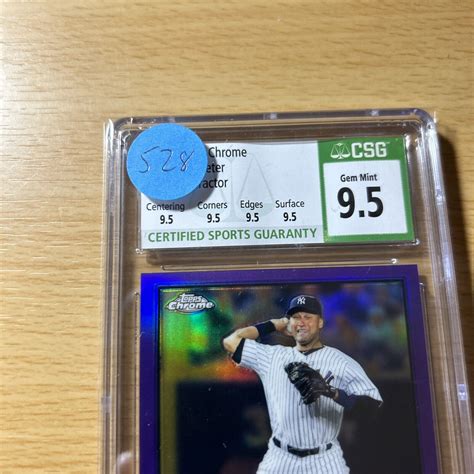 528
Chrome
eter
ractor
Centering Corners Edges Surface
9.5 9.5 9.5 9.5
CERTIFIED SPORTS GUARANTY
CSG
Gem Mint
9.5
Topps
Chrome